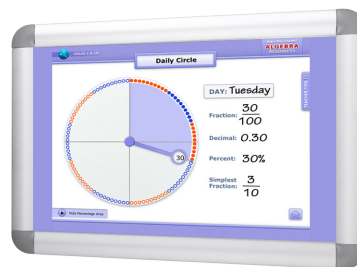 Daily Circle
ALGEBRA
DAY: Tuesday
Fraction: 30
100
Decimal: 0.30
Percent: 30%
Simplest
Fraction: 3
10
30
Hide Percentage Area